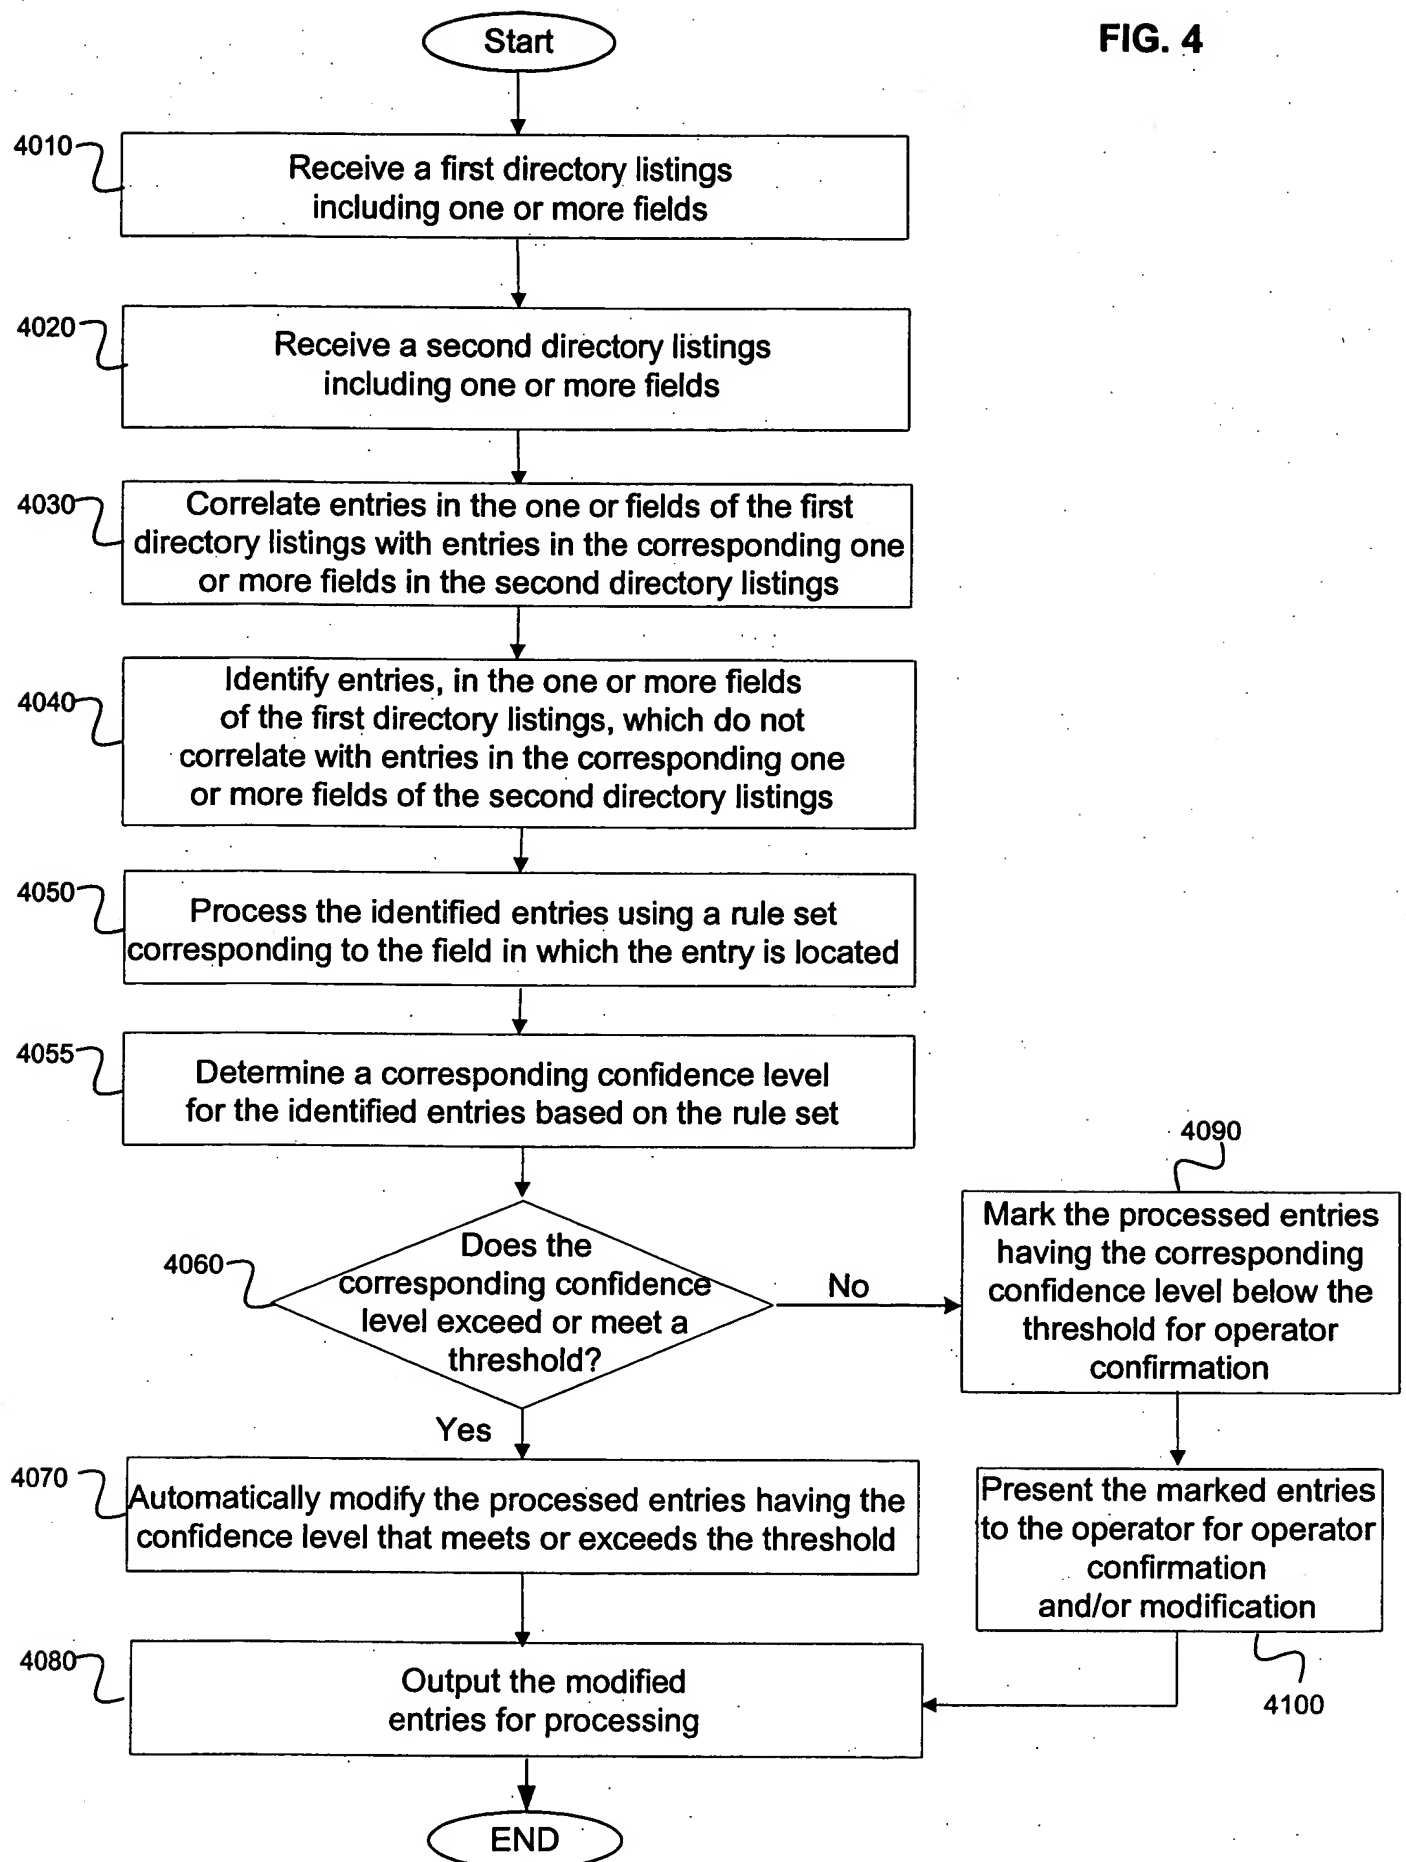 Start
FIG. 4
4010
Receive a first directory listings
including one or more fields
4020
Receive a second directory listings
including one or more fields
4030
Correlate entries in the one or fields of the first
directory listings with entries in the corresponding one
or more fields in the second directory listings
4040
Identify entries, in the one or more fields
of the first directory listings, which do not
correlate with entries in the corresponding one
or more fields of the second directory listings
4050
Process the identified entries using a rule set
corresponding to the field in which the entry is located
4055
Determine a corresponding confidence level
for the identified entries based on the rule set
4060
Does the
corresponding confidence
level exceed or meet a
threshold?
No
4090
Mark the processed entries
having the corresponding
confidence level below the
threshold for operator
confirmation
Yes
4070
Automatically modify the processed entries having the
confidence level that meets or exceeds the threshold
Present the marked entries
to the operator for operator
confirmation
and/or modification
4100
4080
Output the modified
entries for processing
END